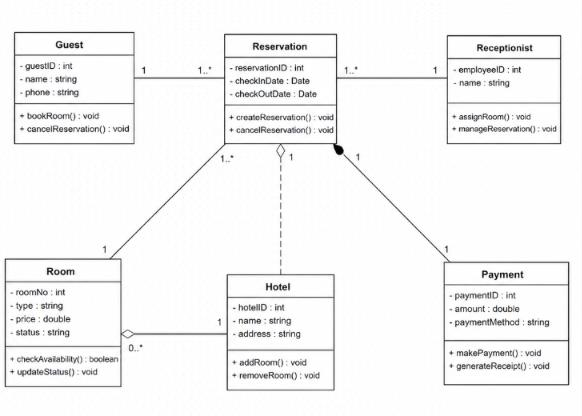 Guest
- guestID : int
- name : string
- phone : string
+ bookRoom() : void
+ cancelReservation() : void
1
1..*
Reservation
- reservationID : int
- checkInDate : Date
- checkOutDate : Date
+ createReservation() : void
+ cancelReservation() : void
1..*
1
Receptionist
- employeeID : int
- name : string
+ assignRoom() : void
+ manageReservation() : void
1..*
1
1
1
1
Room
- roomNo : int
- type : string
- price : double
- status : string
+ checkAvailability() : boolean
+ updateStatus() : void
0..*
1
Hotel
- hotelID : int
- name : string
- address : string
+ addRoom() : void
+ removeRoom() : void
Payment
- paymentID : int
- amount : double
- paymentMethod : string
+ makePayment() : void
+ generateReceipt() : void